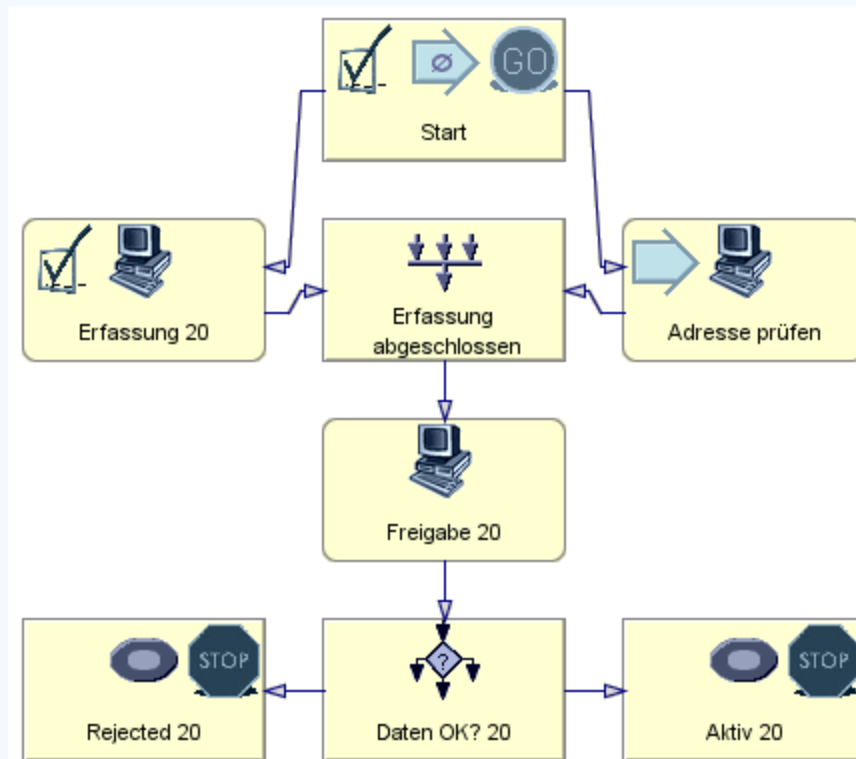 GO
Start
Erfassung 20
Erfassung
abgeschlossen
Adresse prüfen
Freigabe 20
STOP
Rejected 20
?
Daten OK? 20
STOP
Aktiv 20